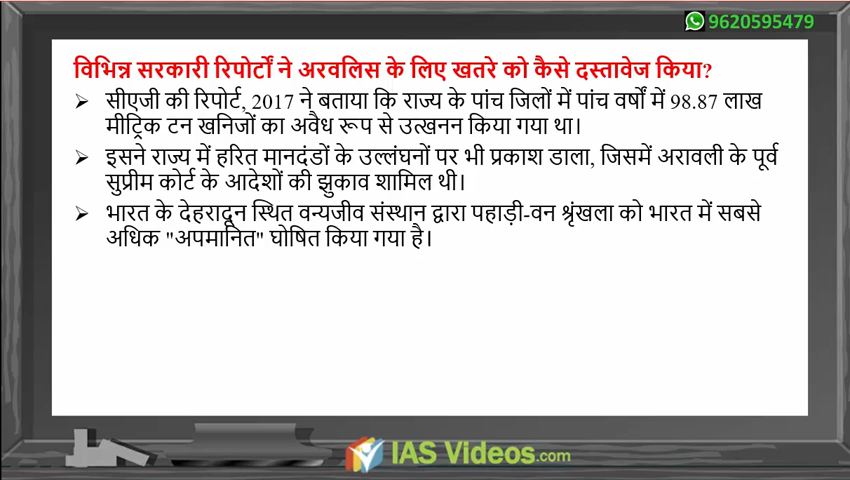 9620595479
विभिन्न सरकारी रिपोर्टों ने अरवलिस के लिए खतरे को कैसे दस्तावेज किया?
➢ सीएजी की रिपोर्ट, 2017 ने बताया कि राज्य के पांच जिलों में पांच वर्षों में 98.87 लाख
मीट्रिक टन खनिजों का अवैध रूप से उत्खनन किया गया था।
➢ इसने राज्य में हरित मानदंडों के उल्लंघनों पर भी प्रकाश डाला, जिसमें अरावली के पूर्व
सुप्रीम कोर्ट के आदेशों की झुकाव शामिल थी।
➢ भारत के देहरादून स्थित वन्यजीव संस्थान द्वारा पहाड़ी-वन श्रृंखला को भारत में सबसे
अधिक "अपमानित" घोषित किया गया है।
IAS Videos.com